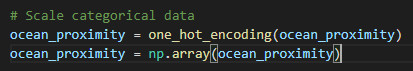 # Scale categorical data
ocean_proximity = one_hot_encoding(ocean_proximity)
ocean_proximity = np.array(ocean_proximity)